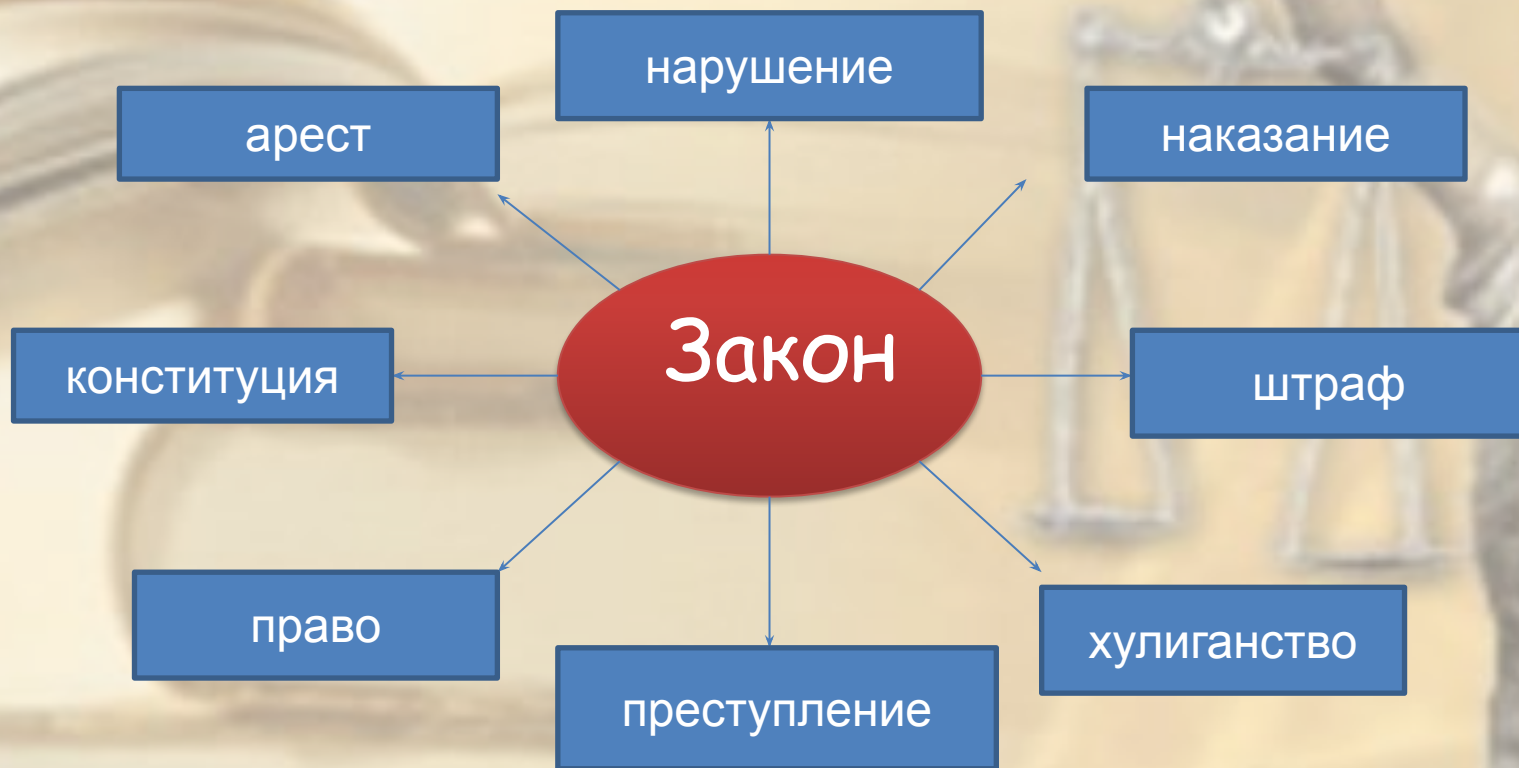 нарушение
арест
наказание
Закон
конституция
штраф
право
хулиганство
преступление